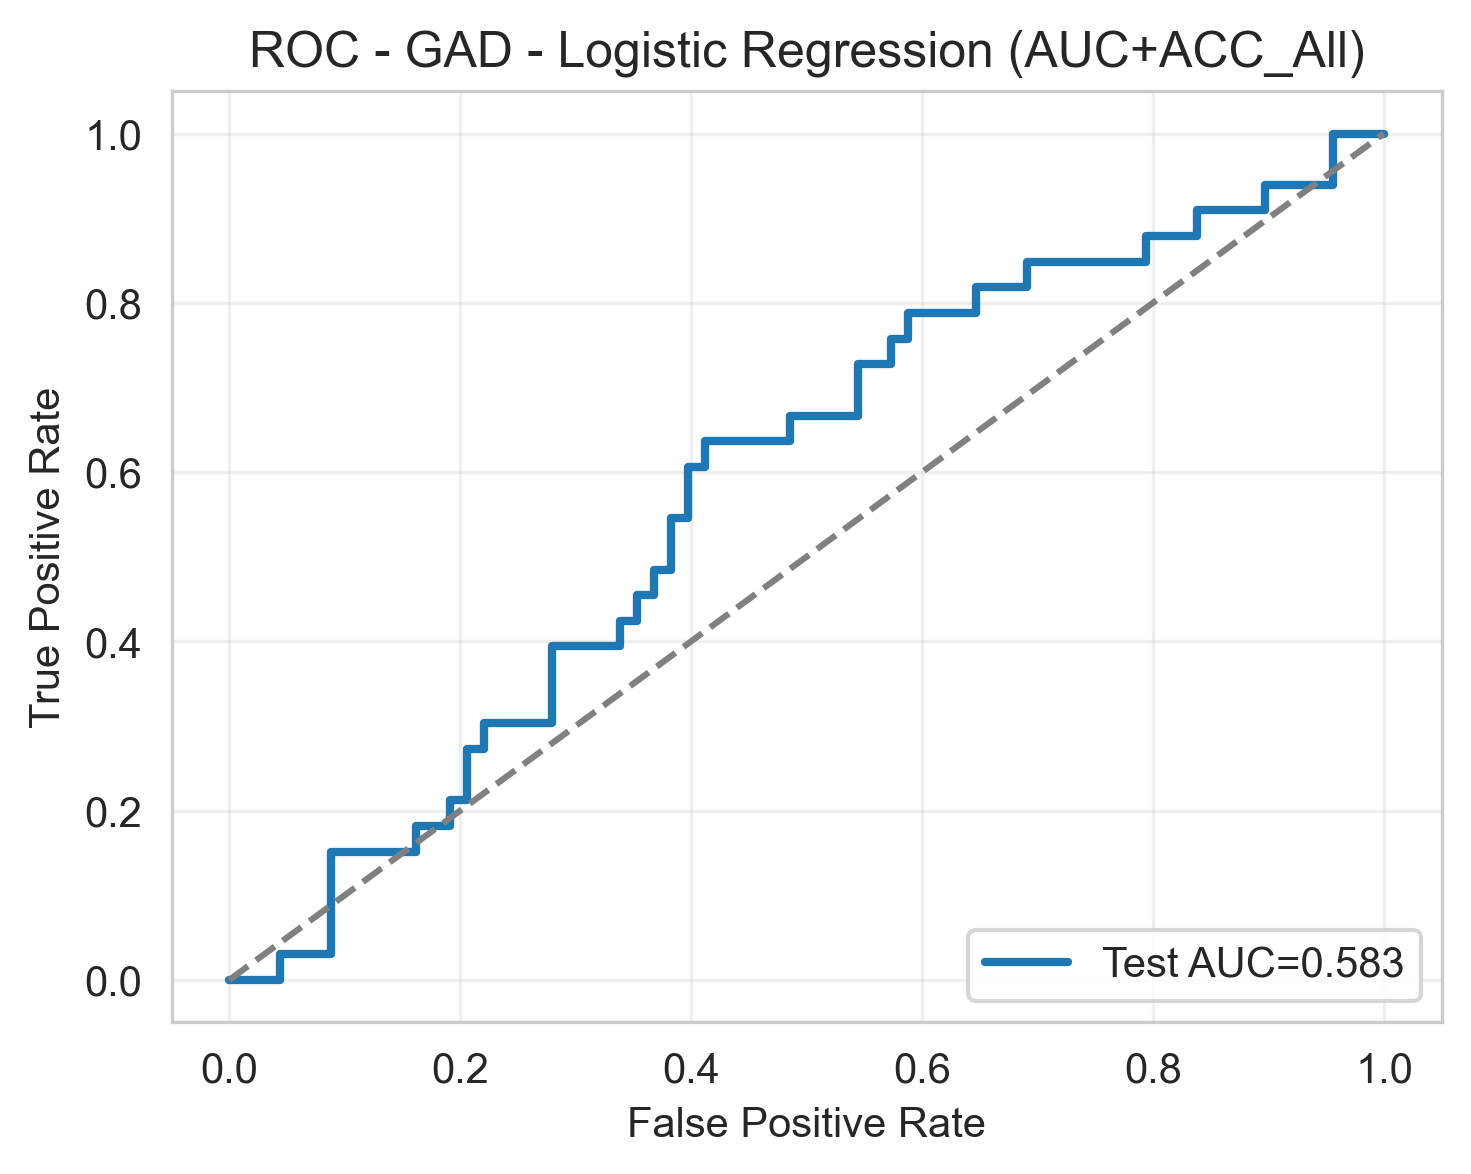 ROC - GAD - Logistic Regression (AUC+ACC_All)
True Positive Rate
1.0
0.8
0.6
0.4
0.2
0.0
Test AUC=0.583
0.0 0.2 0.4 0.6 0.8 1.0
False Positive Rate